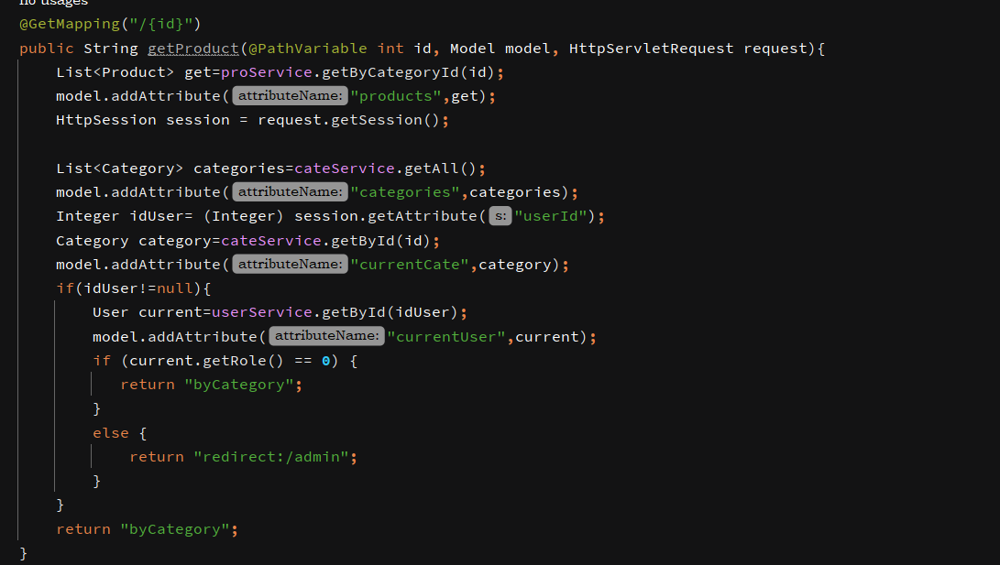 no usages
@GetMapping("/{id}")
public String getProduct(@PathVariable int id, Model model, HttpServletRequest request){
List<Product> get=proService.getByCategoryId(id);
model.addAttribute( attributeName: "products",get);
HttpSession session = request.getSession();
List<Category> categories=cateService.getAll();
model.addAttribute( attributeName: "categories",categories);
Integer idUser= (Integer) session.getAttribute( s: "userId");
Category category=cateService.getById(id);
model.addAttribute( attributeName: "currentCate",category);
if(idUser!=null){
User current=userService.getById(idUser);
model.addAttribute( attributeName: "currentUser",current);
if (current.getRole() == 0) {
return "byCategory";
}
else {
return "redirect:/admin";
}
}
return "byCategory";
}